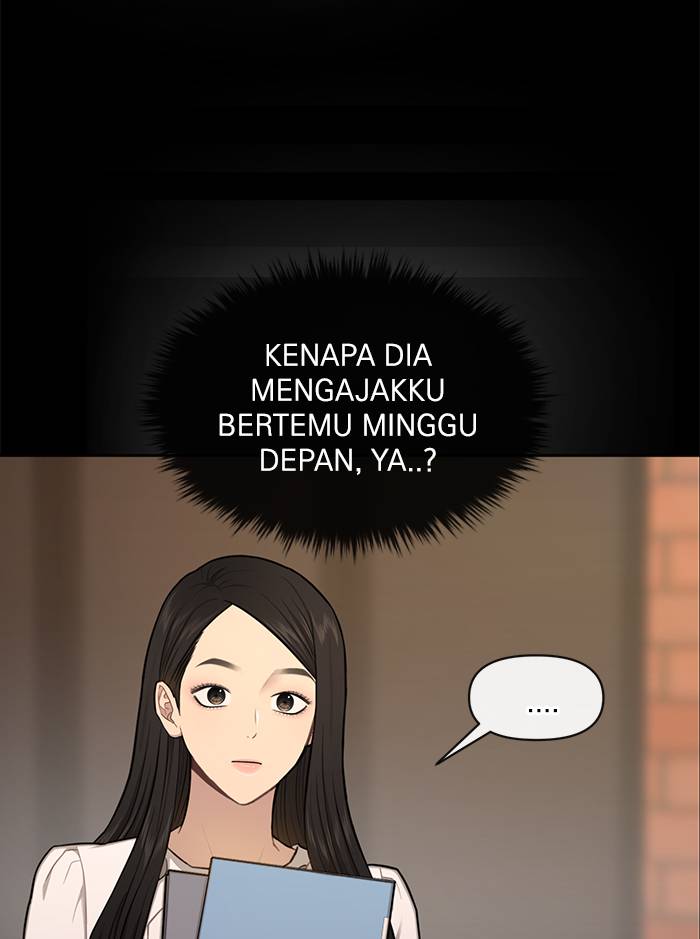 KENAPA DIA
MENGAJAKKU
BERTEMU MINGGU
DEPAN, YA..?
....